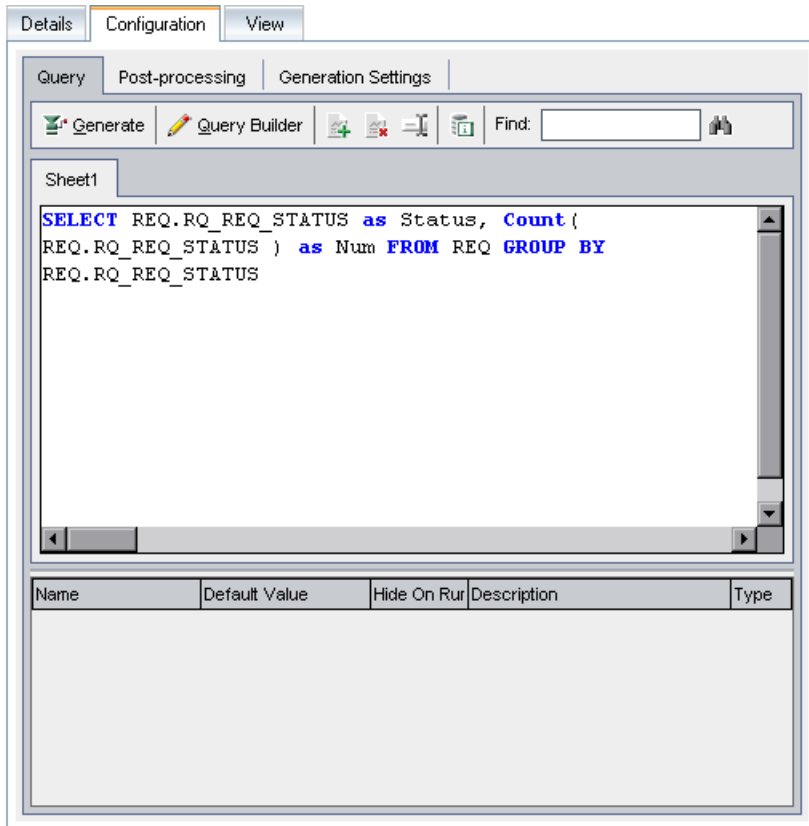 Details Configuration View
Query Post-processing Generation Settings
Generate Query Builder Find:
Sheet1
SELECT REQ.RQ_REQ_STATUS as Status, Count(
REQ.RQ_REQ_STATUS ) as Num FROM REQ GROUP BY
REQ.RQ_REQ_STATUS
Name Default Value Hide On Rur Description Type